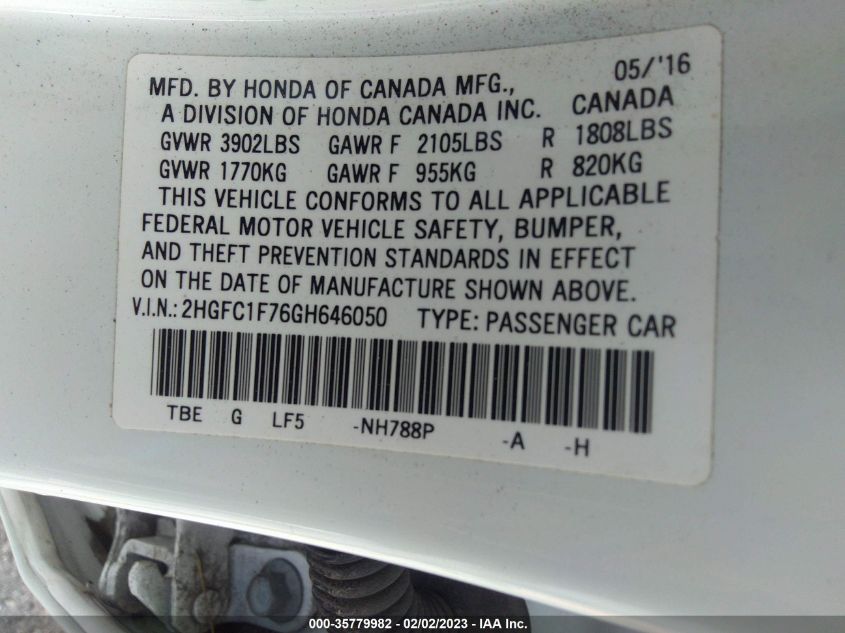 MFD. BY HONDA OF CANADA MFG., 05/'16
A DIVISION OF HONDA CANADA INC. CANADA
GVWR 3902LBS GAWR F 2105LBS R 1808LBS
GVWR 1770KG GAWR F 955KG R 820KG
THIS VEHICLE CONFORMS TO ALL APPLICABLE
FEDERAL MOTOR VEHICLE SAFETY, BUMPER,
AND THEFT PREVENTION STANDARDS IN EFFECT
ON THE DATE OF MANUFACTURE SHOWN ABOVE.
V.I.N.: 2HGFC1F76GH646050 TYPE: PASSENGER CAR
TBE G LF5 -NH788P -A -H
000-35779982 - 02/02/2023 - IAA Inc.